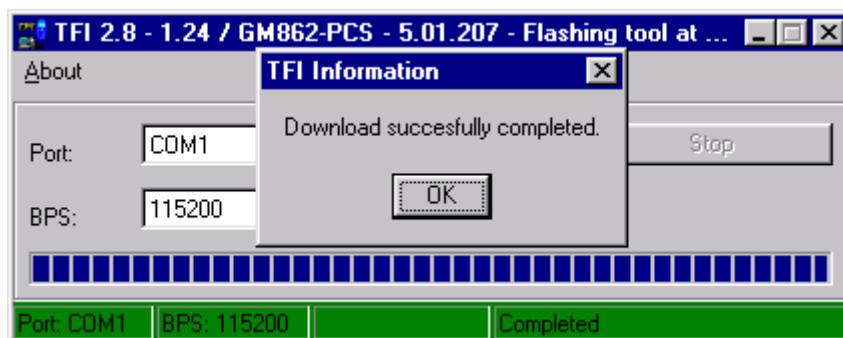 TFI 2.8 - 1.24 / GM862-PCS - 5.01.207 - Flashing tool at ...
About
TFI Information
Download succesfully completed.
OK
Port:
COM1
Stop
BPS:
115200
Port: COM1 BPS: 115200 Completed